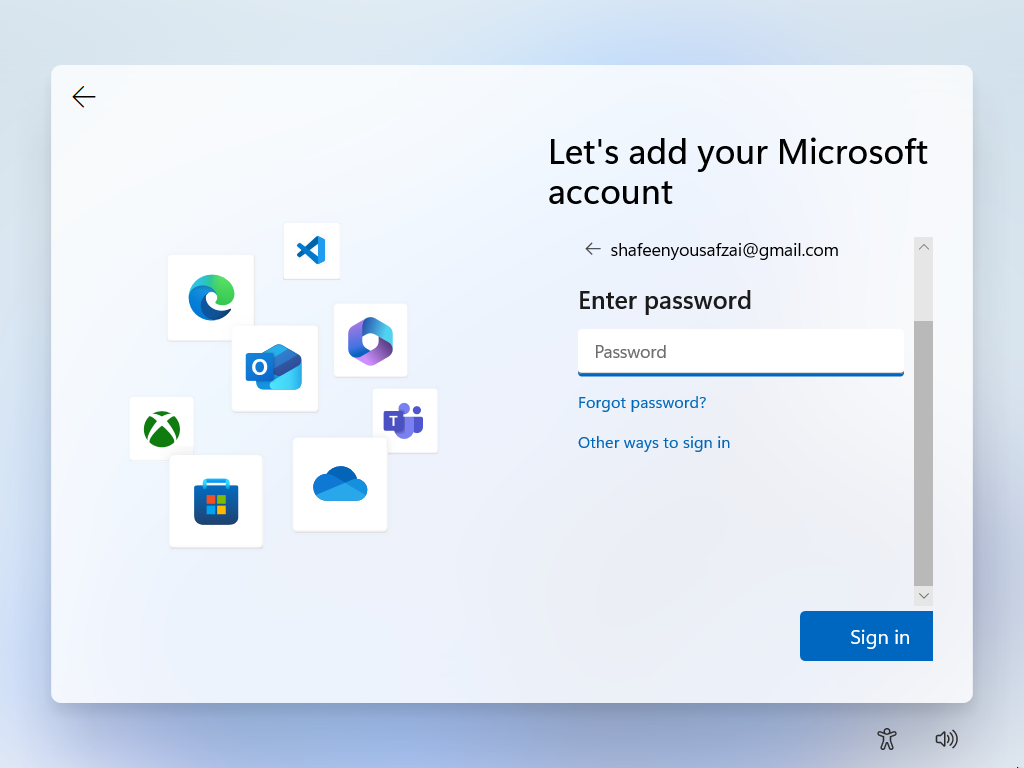 Let's add your Microsoft
account
shafeenyousafzai@gmail.com
Enter password
Password
Forgot password?
Other ways to sign in
Sign in